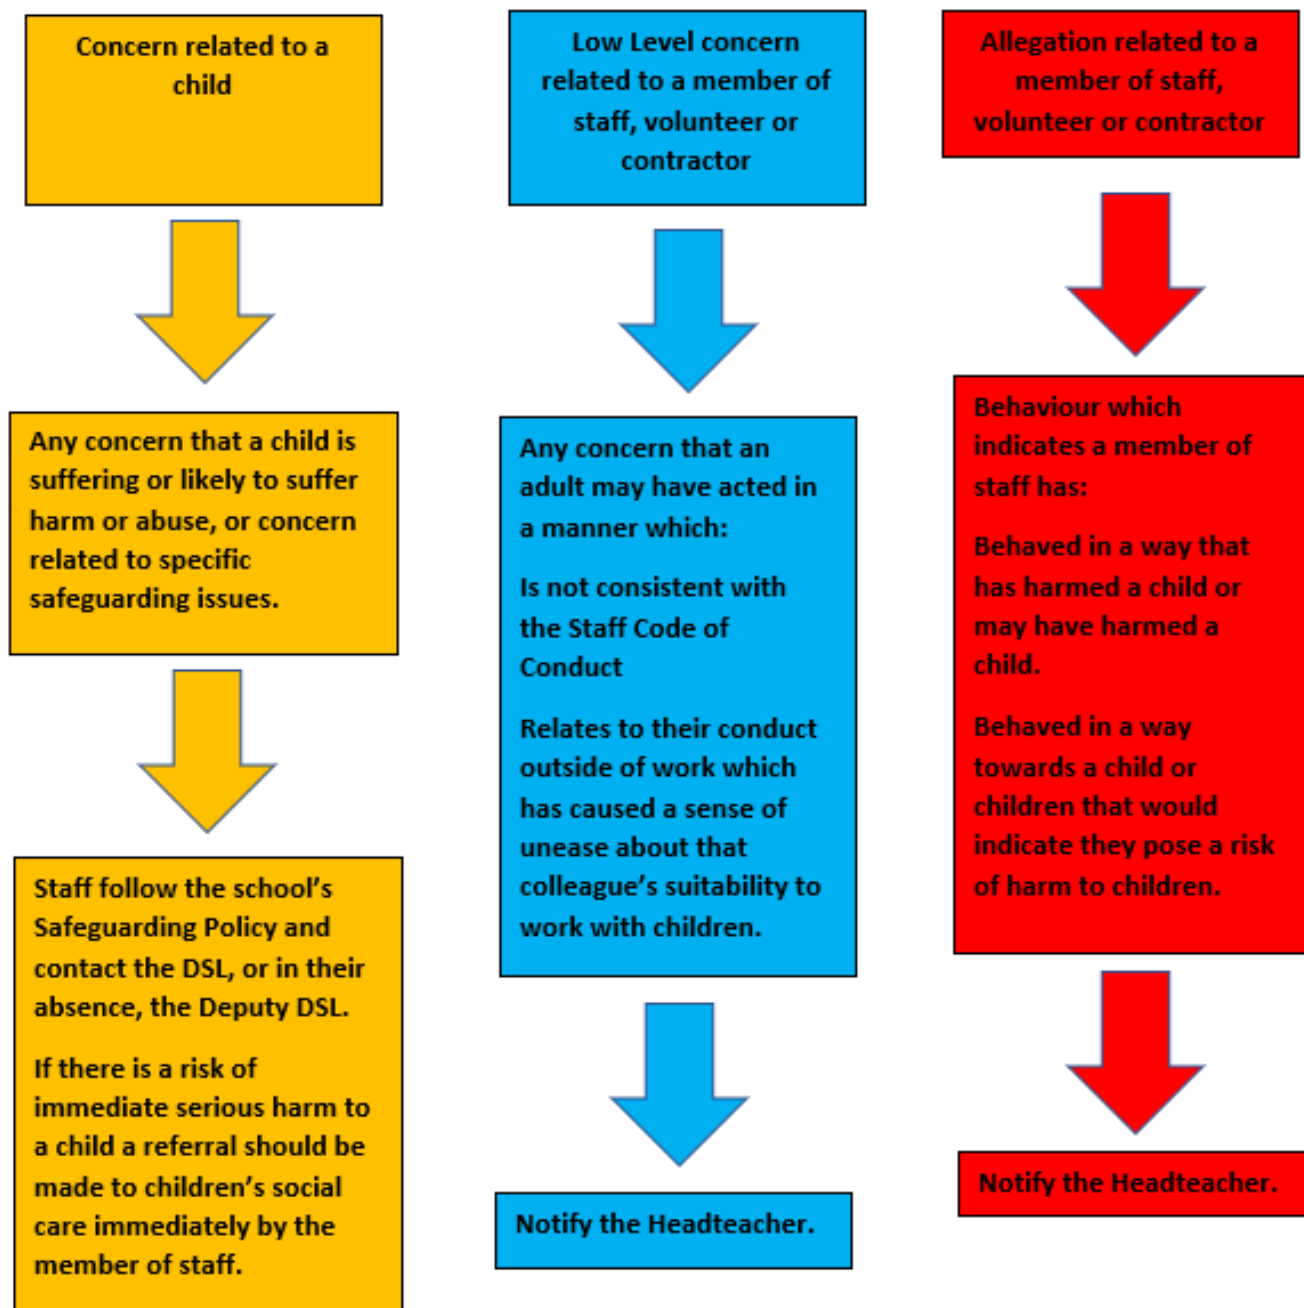 Concern related to a
child
Any concern that a child is
suffering or likely to suffer
harm or abuse, or concern
related to specific
safeguarding issues.
Staff follow the school’s
Safeguarding Policy and
contact the DSL, or in their
absence, the Deputy DSL.
If there is a risk of
immediate serious harm to
a child a referral should be
made to children’s social
care immediately by the
member of staff.
Low Level concern
related to a member of
staff, volunteer or
contractor
Any concern that an
adult may have acted in
a manner which:
Is not consistent with
the Staff Code of
Conduct
Relates to their conduct
outside of work which
has caused a sense of
unease about that
colleague’s suitability to
work with children.
Notify the Headteacher.
Allegation related to a
member of staff,
volunteer or contractor
Behaviour which
indicates a member of
staff has:
Behaved in a way that
has harmed a child or
may have harmed a
child.
Behaved in a way
towards a child or
children that would
indicate they pose a risk
of harm to children.
Notify the Headteacher.